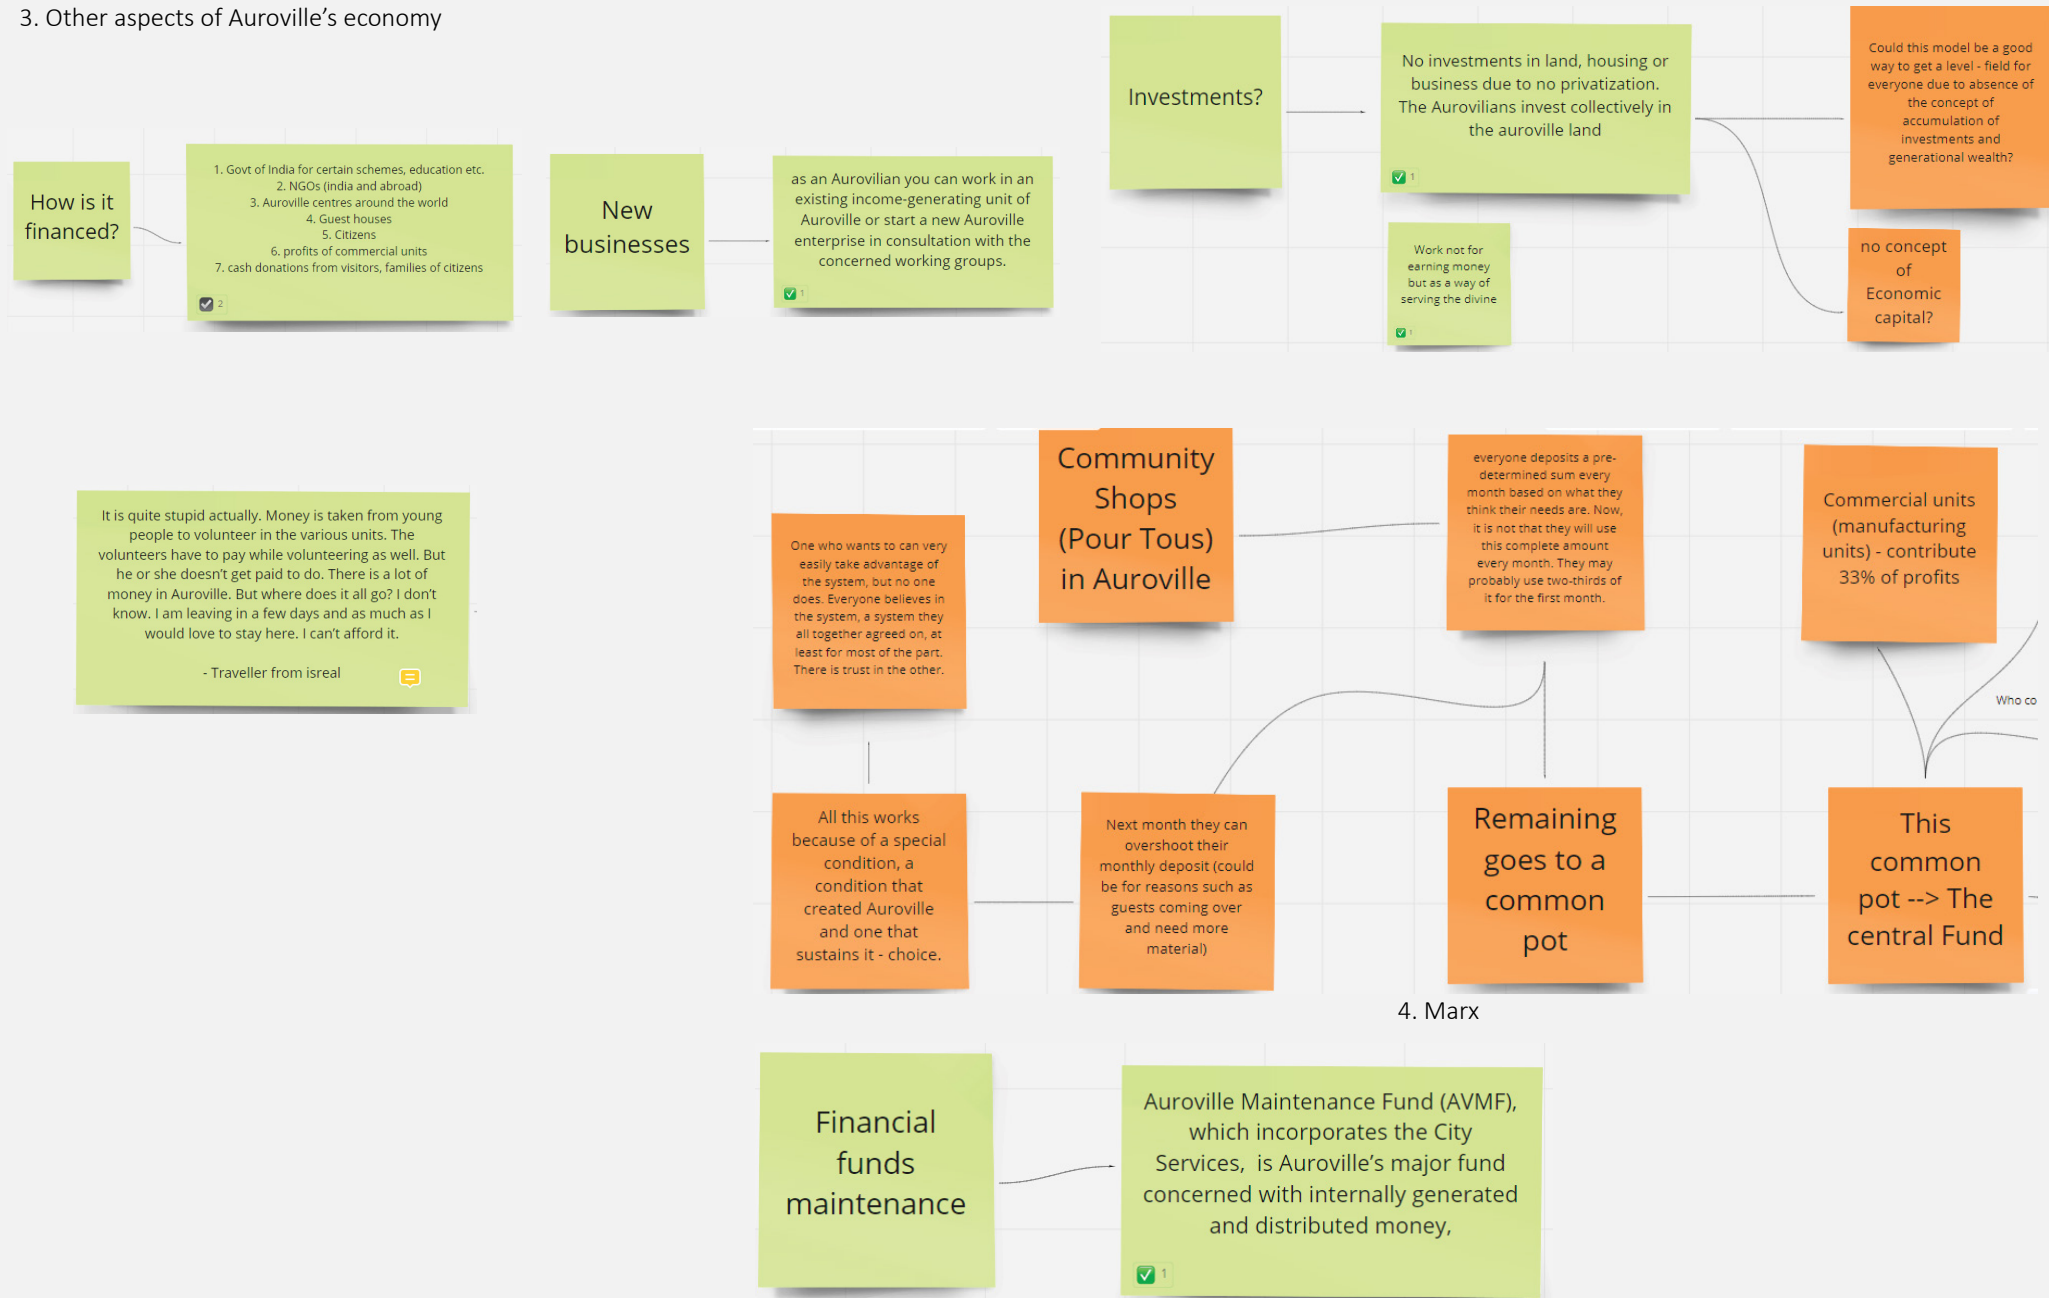 3. Other aspects of Auroville's economy
How is it
financed?
1. Govt of India for certain schemes, education etc.
2. NGOs (india and abroad)
3. Auroville centres around the world
4. Guest houses
5. Citizens
6. profits of commercial units
7. cash donations from visitors, families of citizens
2
New
businesses
as an Aurovilian you can work in an
existing income-generating unit of
Auroville or start a new Auroville
enterprise in consultation with the
concerned working groups.
1
Investments?
No investments in land, housing or
business due to no privatization.
The Aurovilians invest collectively in
the auroville land
1
Work not for
earning money
but as a way of
serving the divine
1
Could this model be a good
way to get a level - field for
everyone due to absence of
the concept of
accumulation of
investments and
generational wealth?
no concept
of
Economic
capital?
It is quite stupid actually. Money is taken from young
people to volunteer in the various units. The
volunteers have to pay while volunteering as well. But
he or she doesn't get paid to do. There is a lot of
money in Auroville. But where does it all go? I don't
know. I am leaving in a few days and as much as I
would love to stay here. I can't afford it.
- Traveller from isreal
One who wants to can very
easily take advantage of
the system, but no one
does. Everyone believes in
the system, a system they
all together agreed on, at
least for most of the part.
There is trust in the other.
Community
Shops
(Pour Tous)
in Auroville
everyone deposits a pre-
determined sum every
month based on what they
think their needs are. Now,
it is not that they will use
this complete amount
every month. They may
probably use two-thirds of
it for the first month.
Commercial units
(manufacturing
units) - contribute
33% of profits
Who co
All this works
because of a special
condition, a
condition that
created Auroville
and one that
sustains it - choice.
Next month they can
overshoot their
monthly deposit (could
be for reasons such as
guests coming over
and need more
material)
Remaining
goes to a
common
pot
This
common
pot --> The
central Fund
4. Marx
Financial
funds
maintenance
Auroville Maintenance Fund (AVMF),
which incorporates the City
Services,  is Auroville's major fund
concerned with internally generated
and distributed money,
1